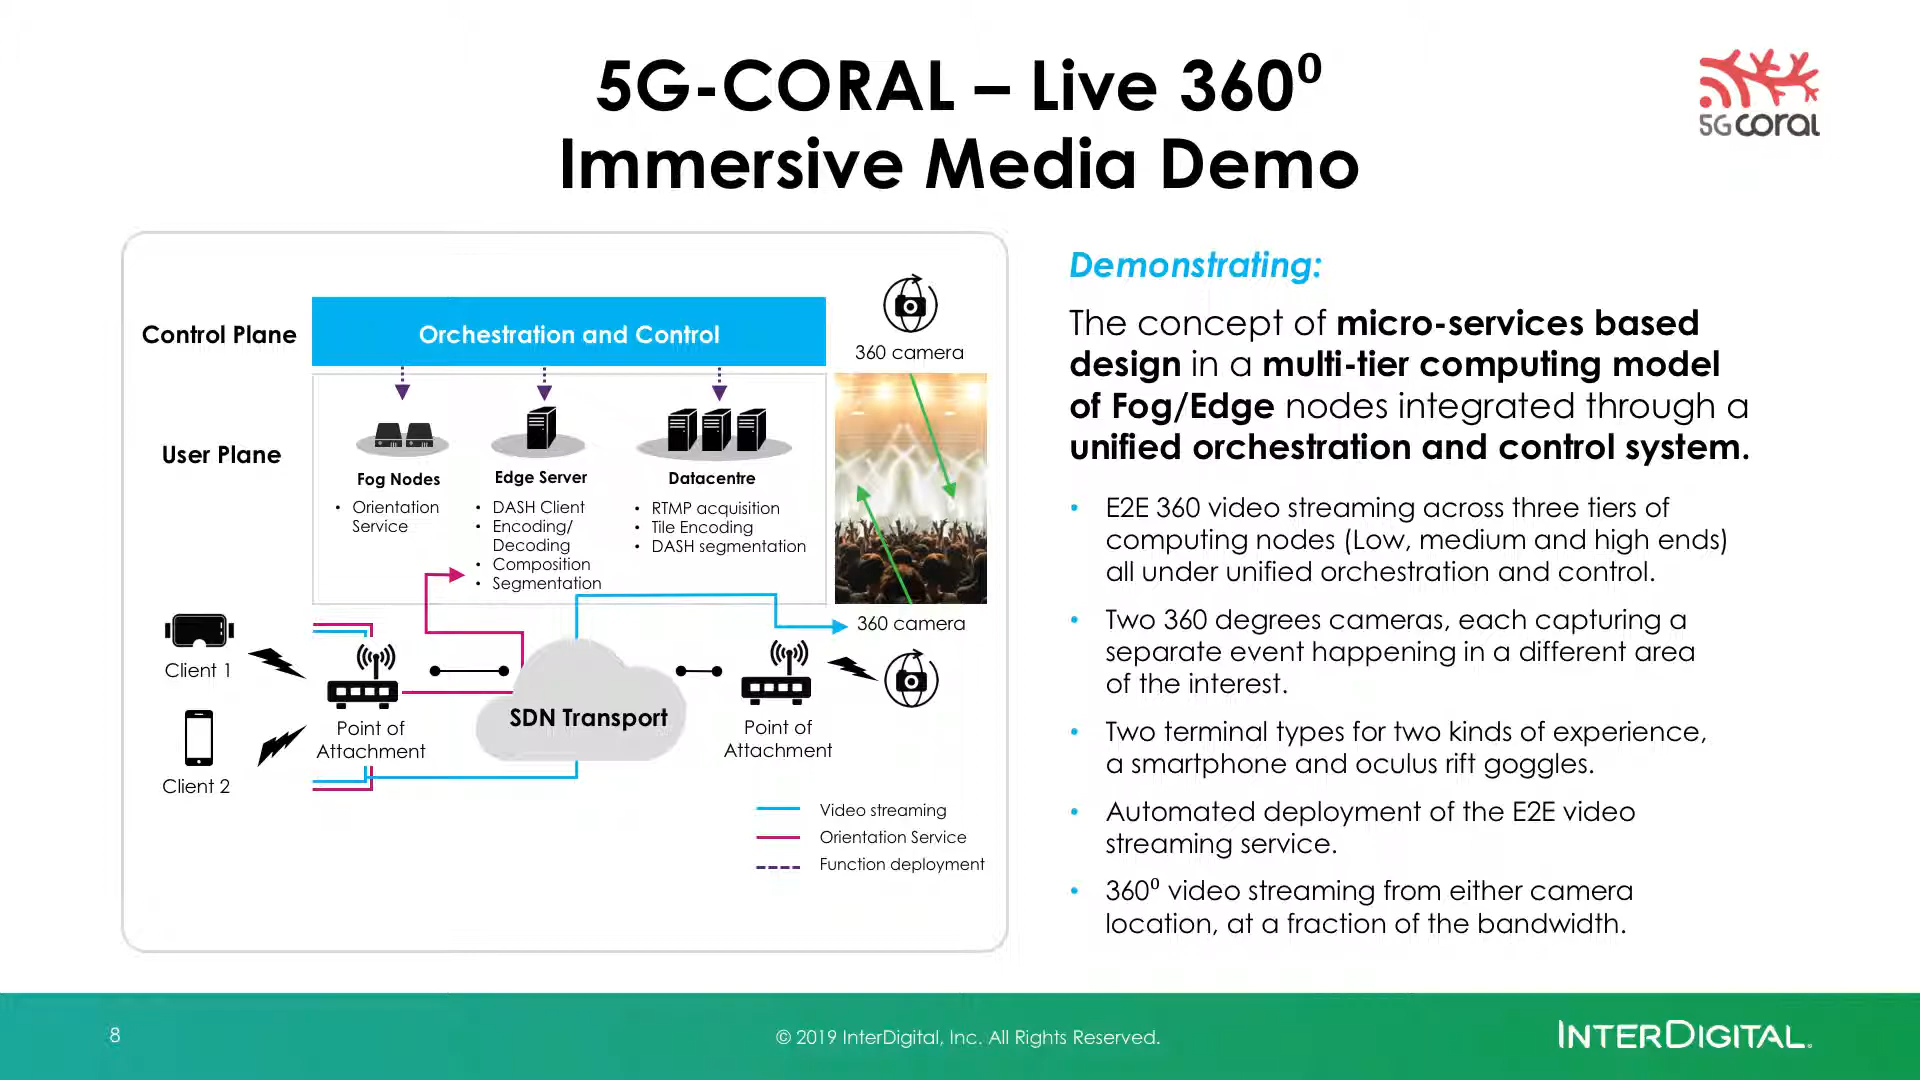 5G-CORAL – Live 360⁰
Immersive Media Demo
5G coral
Control Plane
Orchestration and Control
360 camera
User Plane
Fog Nodes
• Orientation
Service
Edge Server
• DASH Client
• Encoding/
Decoding
• Composition
• Segmentation
Datacentre
• RTMP acquisition
• Tile Encoding
• DASH segmentation
360 camera
Client 1
Point of
Attachment
SDN Transport
Point of
Attachment
Client 2
Video streaming
Orientation Service
Function deployment
Demonstrating:
The concept of micro-services based
design in a multi-tier computing model
of Fog/Edge nodes integrated through a
unified orchestration and control system.
• E2E 360 video streaming across three tiers of
computing nodes (Low, medium and high ends)
all under unified orchestration and control.
• Two 360 degrees cameras, each capturing a
separate event happening in a different area
of the interest.
• Two terminal types for two kinds of experience,
a smartphone and oculus rift goggles.
• Automated deployment of the E2E video
streaming service.
• 360⁰ video streaming from either camera
location, at a fraction of the bandwidth.
8
© 2019 InterDigital, Inc. All Rights Reserved.
INTERDIGITAL.